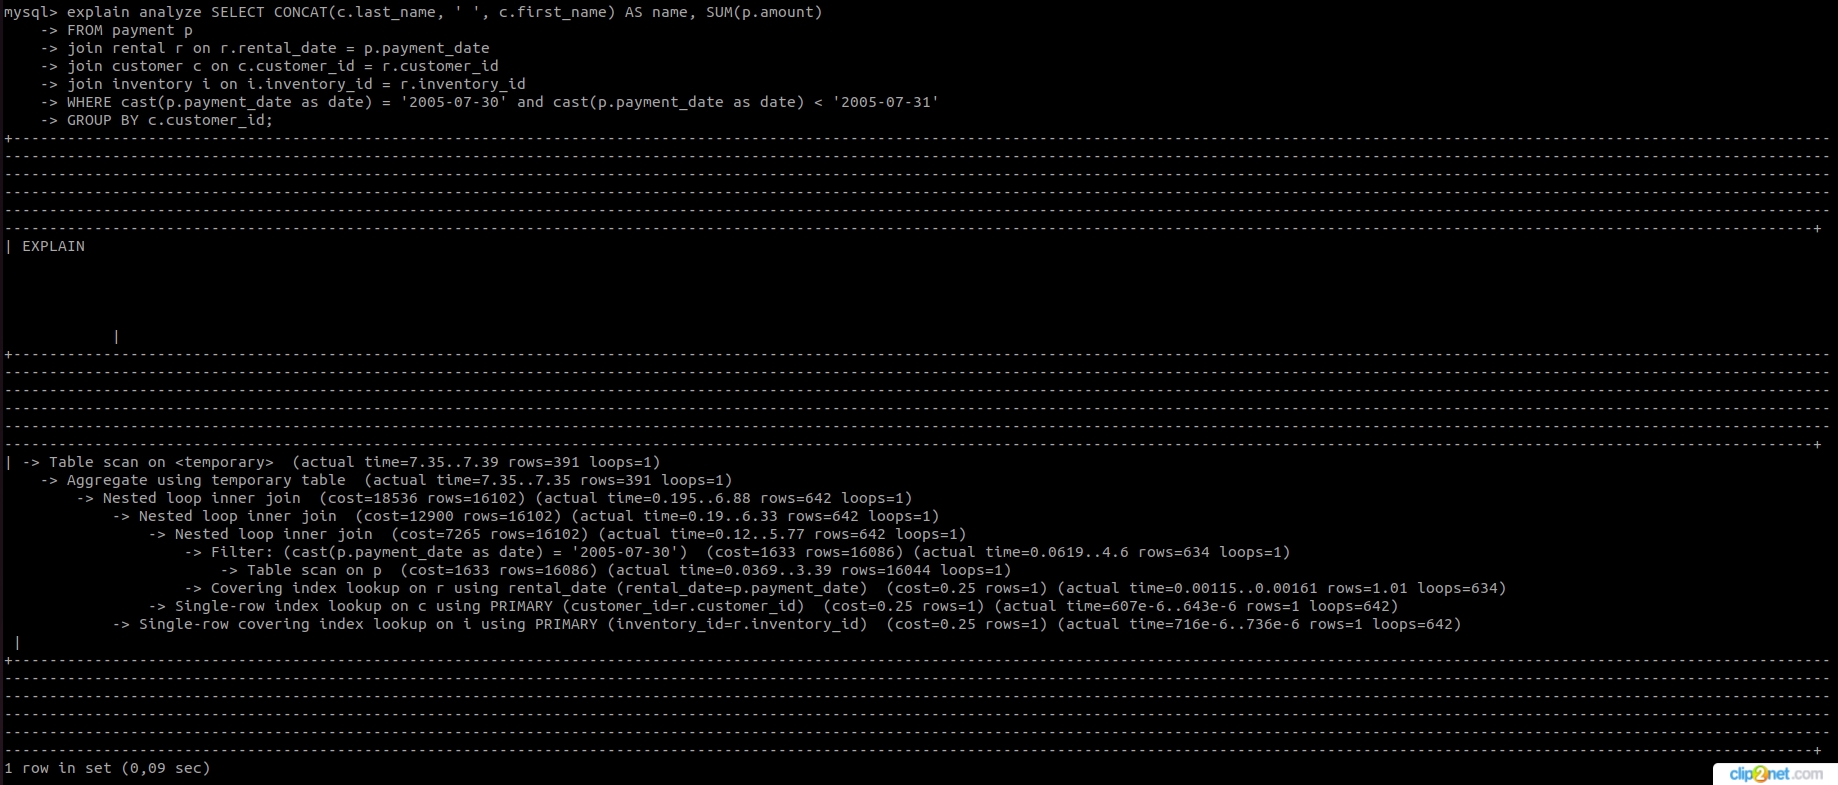 mysql> explain analyze SELECT CONCAT(c.last_name, ' ', c.first_name) AS name, SUM(p.amount)
-> FROM payment p
-> join rental r on r.rental_date = p.payment_date
-> join customer c on c.customer_id = r.customer_id
-> join inventory i on i.inventory_id = r.inventory_id
-> WHERE cast(p.payment_date as date) = '2005-07-30' and cast(p.payment_date as date) < '2005-07-31'
-> GROUP BY c.customer_id;
| EXPLAIN
|
| -> Table scan on <temporary>  (actual time=7.35..7.39 rows=391 loops=1)
-> Aggregate using temporary table  (actual time=7.35..7.35 rows=391 loops=1)
-> Nested loop inner join  (cost=18536 rows=16102) (actual time=0.195..6.88 rows=642 loops=1)
-> Nested loop inner join  (cost=12900 rows=16102) (actual time=0.19..6.33 rows=642 loops=1)
-> Nested loop inner join  (cost=7265 rows=16102) (actual time=0.12..5.77 rows=642 loops=1)
-> Filter: (cast(p.payment_date as date) = '2005-07-30')  (cost=1633 rows=16086) (actual time=0.0619..4.6 rows=634 loops=1)
-> Table scan on p  (cost=1633 rows=16086) (actual time=0.0369..3.39 rows=16044 loops=1)
-> Covering index lookup on r using rental_date (rental_date=p.payment_date)  (cost=0.25 rows=1) (actual time=0.00115..0.00161 rows=1.01 loops=634)
-> Single-row index lookup on c using PRIMARY (customer_id=r.customer_id)  (cost=0.25 rows=1) (actual time=607e-6..643e-6 rows=1 loops=642)
-> Single-row covering index lookup on i using PRIMARY (inventory_id=r.inventory_id)  (cost=0.25 rows=1) (actual time=716e-6..736e-6 rows=1 loops=642)
|
1 row in set (0,09 sec)
clip2net.com